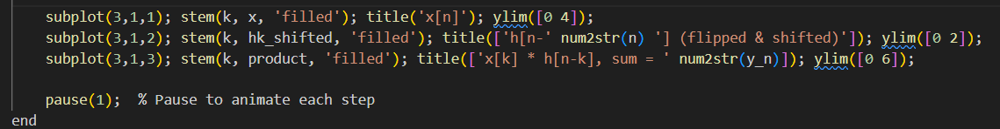 subplot(3,1,1); stem(k, x, 'filled'); title('x[n]'); ylim([0 4]);
subplot(3,1,2); stem(k, hk_shifted, 'filled'); title(['h[n-' num2str(n) '] (flipped & shifted)']); ylim([0 2]);
subplot(3,1,3); stem(k, product, 'filled'); title(['x[k] * h[n-k], sum = ' num2str(y_n)]); ylim([0 6]);
pause(1);  % Pause to animate each step
end